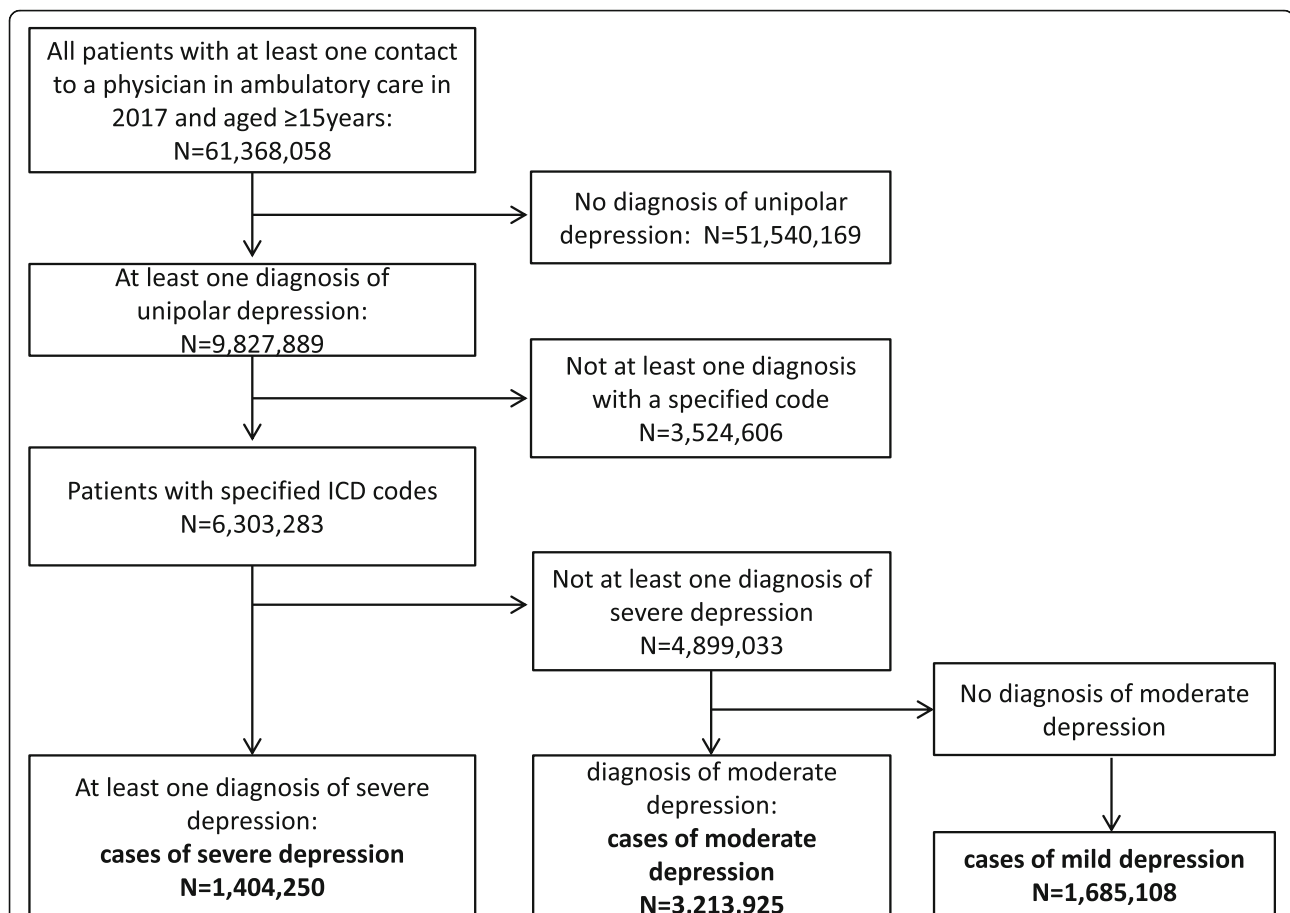 All patients with at least one contact
to a physician in ambulatory care in
2017 and aged ≥15years:
N=61,368,058
No diagnosis of unipolar
depression:  N=51,540,169
At least one diagnosis of
unipolar depression:
N=9,827,889
Not at least one diagnosis
with a specified code
N=3,524,606
Patients with specified ICD codes
N=6,303,283
Not at least one diagnosis of
severe depression
N=4,899,033
No diagnosis of moderate
depression
At least one diagnosis of severe
depression:
cases of severe depression
N=1,404,250
diagnosis of moderate
depression:
cases of moderate
depression
N=3,213,925
cases of mild depression
N=1,685,108